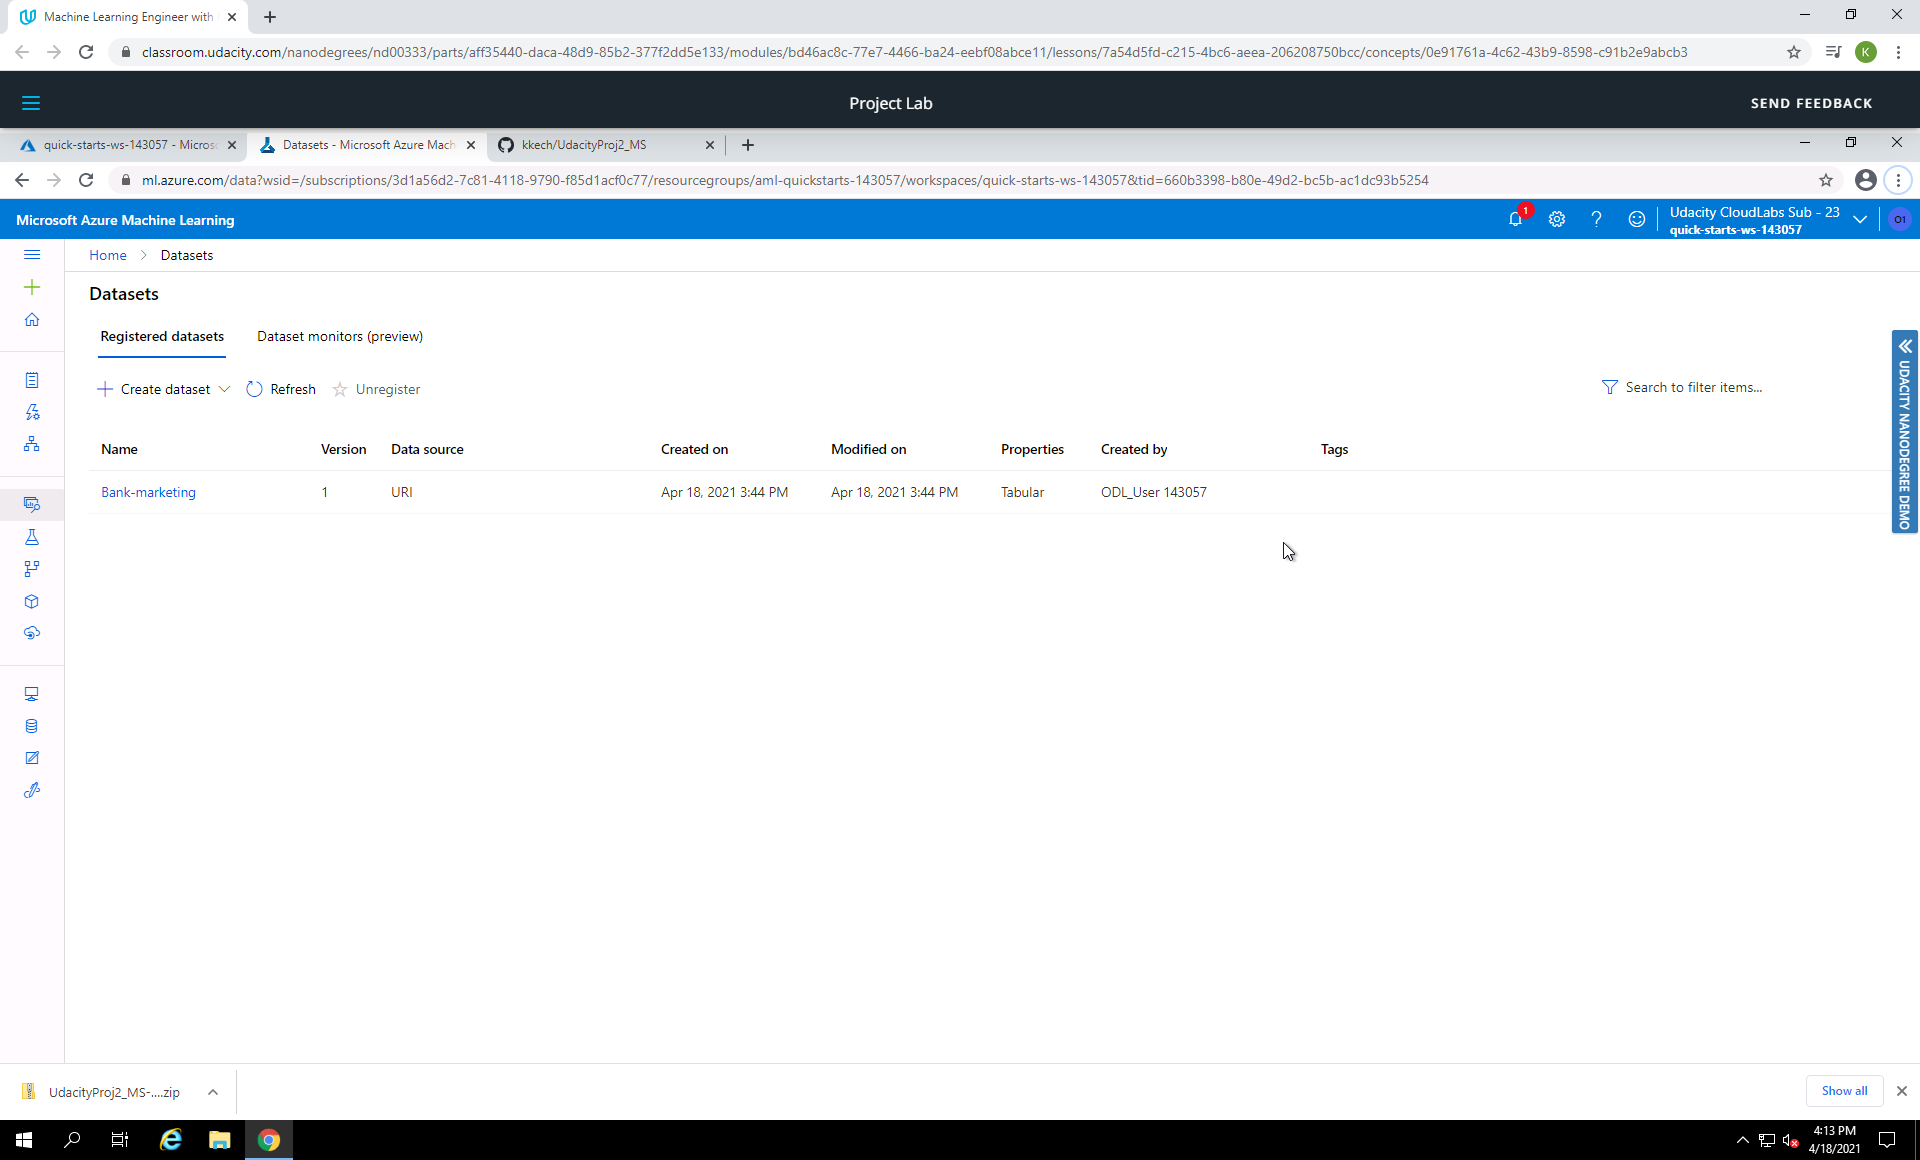 Machine Learning Engineer with
classroom.udacity.com/nanodegrees/nd00333/parts/aff35440-daca-48d9-85b2-377f2dd5e133/modules/bd46ac8c-77e7-4466-ba24-eebf08abce11/lessons/7a54d5fd-c215-4bc6-aeea-206208750bcc/concepts/0e91761a-4c62-43b9-8598-c91b2e9abcb3
K
Project Lab
SEND FEEDBACK
quick-starts-ws-143057 - Micros
Datasets - Microsoft Azure Mach
kkech/UdacityProj2_MS
ml.azure.com/data?wsid=/subscriptions/3d1a56d2-7c81-4118-9790-f85d1acf0c77/resourcegroups/aml-quickstarts-143057/workspaces/quick-starts-ws-143057&tid=660b3398-b80e-49d2-bc5b-ac1dc93b5254
Microsoft Azure Machine Learning
1
Udacity CloudLabs Sub - 23
quick-starts-ws-143057
O1
Home > Datasets
Datasets
Registered datasets
Dataset monitors (preview)
Create dataset
Refresh
Unregister
Search to filter items...
UDACITY NANODEGREE DEMO
Name Version Data source Created on Modified on Properties Created by Tags
Bank-marketing 1 URI Apr 18, 2021 3:44 PM Apr 18, 2021 3:44 PM Tabular ODL_User 143057
UdacityProj2_MS-....zip
Show all
4:13 PM
4/18/2021